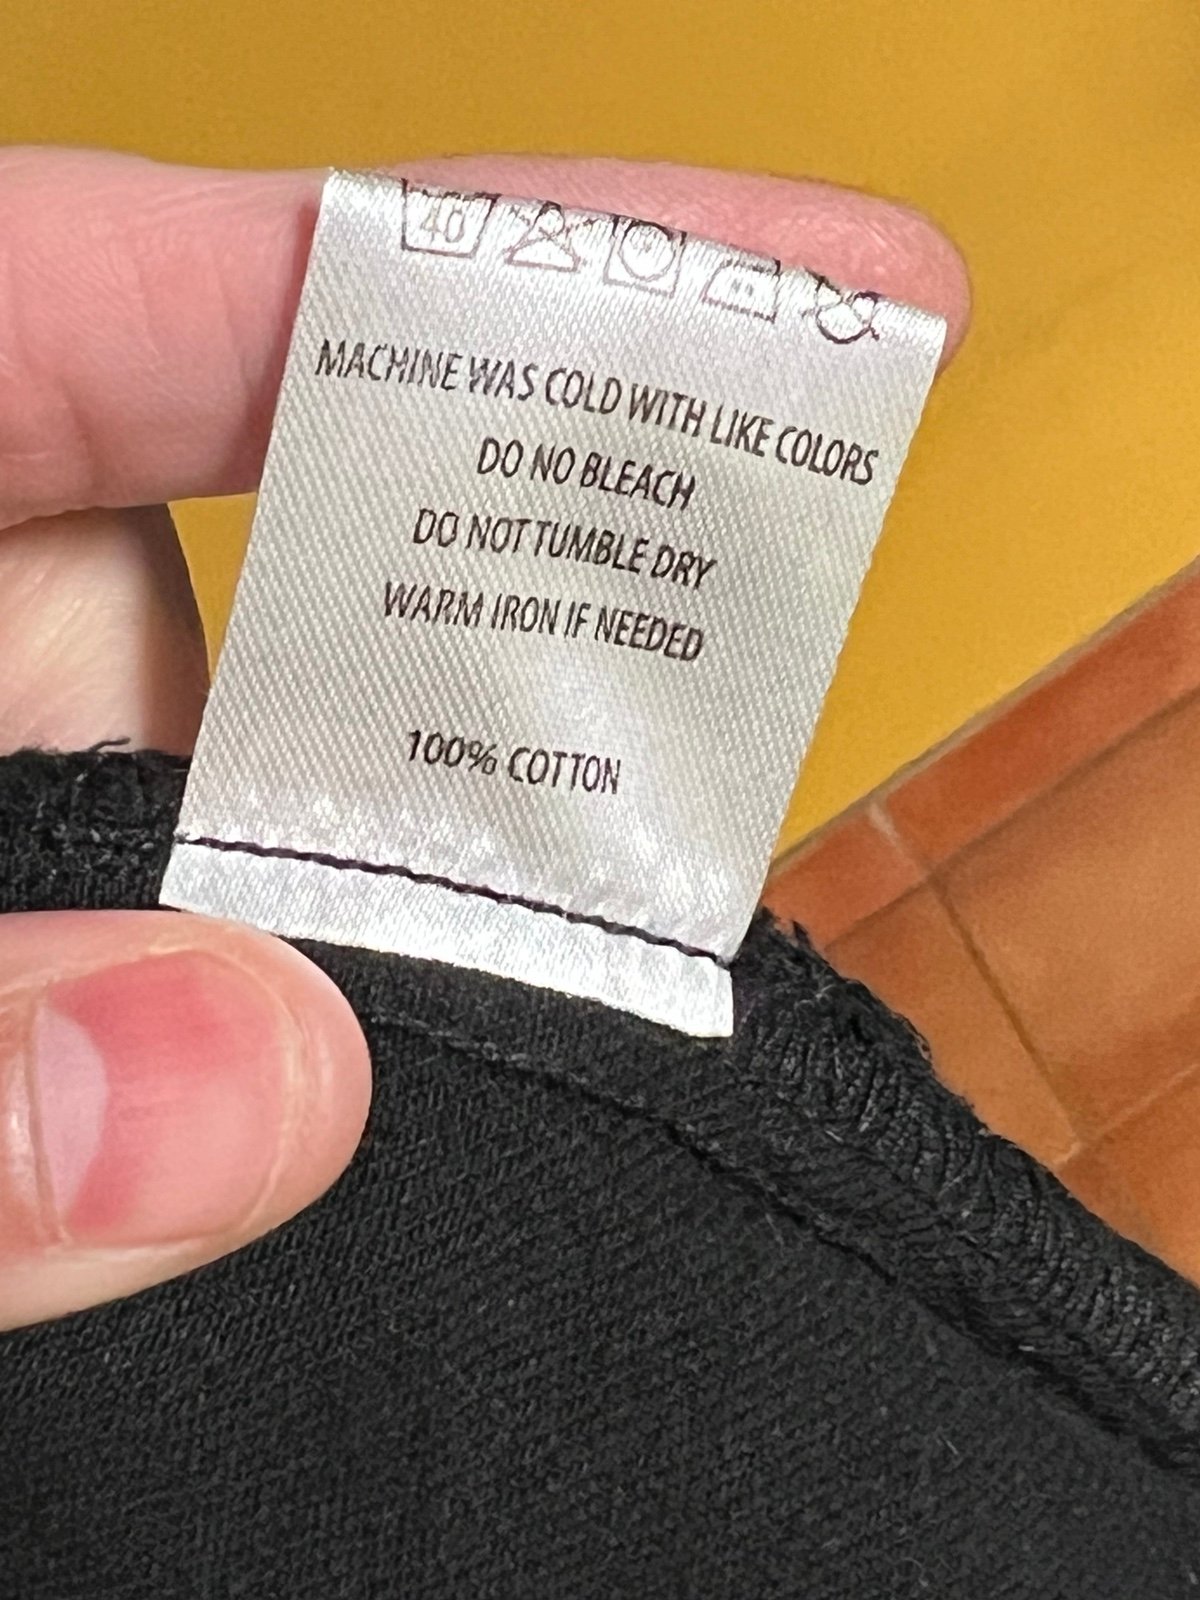 40
MACHINE WAS COLD WITH LIKE COLORS
DO NO BLEACH
DO NOT TUMBLE DRY
WARM IRON IF NEEDED
100% COTTON